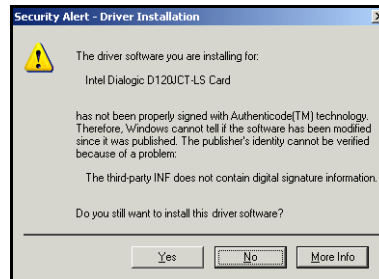 Security Alert - Driver Installation
The driver software you are installing for:
Intel Dialogic D120JCT-LS Card
has not been properly signed with Authenticode(TM) technology.
Therefore, Windows cannot tell if the software has been modified
since it was published. The publisher's identity cannot be verified
because of a problem:
The third-party INF does not contain digital signature information.
Do you still want to install this driver software?
Yes No More Info